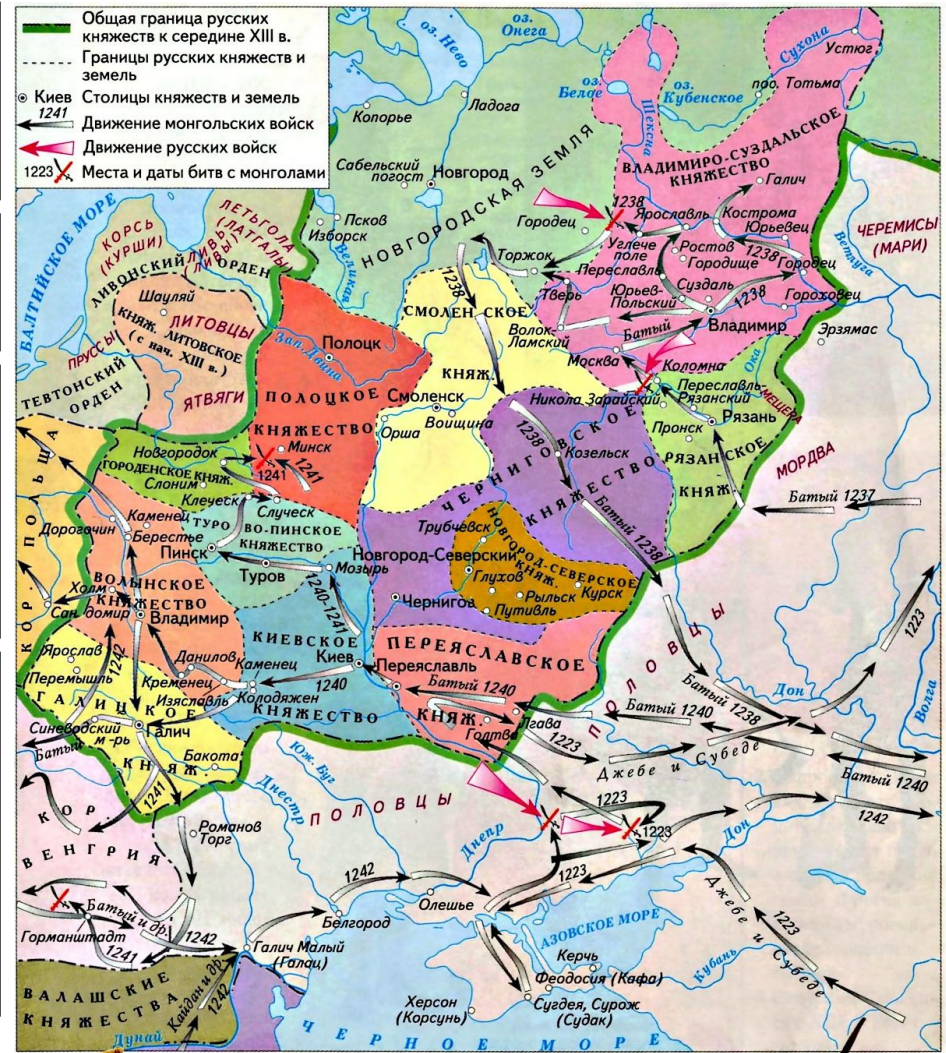 Общая граница русских
княжеств к середине XIII в.
Границы русских княжеств и
земель
Киев Столицы княжеств и земель
1241 Движение монгольских войск
Движение русских войск
1223 Места и даты битв с монголами
оз. Нево
оз. Онега
оз. Белое
оз. Кубенское
Сухона
Устюг
пос. Тотьма
Шексна
Копорье
Ладога
Сабельский
погост
Новгород
НОВГОРОДСКАЯ ЗЕМЛЯ
ВЛАДИМИРО-СУЗДАЛЬСКОЕ
КНЯЖЕСТВО
Галич
ЧЕРЕМИСЫ
(МАРИ)
Ветлуга
БАЛТИЙСКОЕ МОРЕ
КОРСЬ
(КУРШИ)
ЛЕТЬГОЛА
(ЛАТГАЛЫ)
ЛИВЬ
(ЛИВЫ)
ЛИВОНСКИЙ ОРДЕН
Псков
Изборск
Великая
Городец
1238
Ярославль
Кострома
Юрьевец
Углече
поле
Ростов
Городище
1238
Городец
Торжок
Переславль
Тверь
Юрьев-
Польский
Суздаль
1238
Гороховец
Волок-
Ламский
Батый
Владимир
Эрзямас
Москва
Коломна
Ока
Никола Зарайский
Переславль
Рязанский
МЕЩЕРА
Рязань
Пронск
РЯЗАНСКОЕ
КНЯЖ.
МОРДВА
Батый 1237
Шауляй
ЛИТОВЦЫ
КНЯЖ. ЛИТОВСКОЕ
(с нач. XIII в.)
ПРУССЫ
ТЕВТОНСКИЙ
ОРДЕН
ЯТВЯГИ
Зап. Двина
Полоцк
ПОЛОЦКОЕ
КНЯЖЕСТВО
Минск
1241
1241
1238
СМОЛЕНСКОЕ
КНЯЖ.
Смоленск
Воищина
Орша
1238
Козельск
ЧЕРНИГОВСКОЕ
КНЯЖЕСТВО
Батый 1238
Новгородок
ГОРОДЕНСКОЕ КНЯЖ.
Слоним
Клеческ
Случеск
КОР. ПОЛЬША
Дорогочин
Каменец
Берестье
ТУРОВО-ПИНСКОЕ
КНЯЖЕСТВО
Пинск
Туров
Мозырь
1240-1241
Трубчевск
Новгород-Северский
НОВГОРОД-СЕВЕРСКОЕ
КНЯЖ.
Глухов
Рыльск
Курск
Путивль
Чернигов
ВОЛЫНСКОЕ
КНЯЖЕСТВО
Холм
Сандомир
Владимир
1242
КИЕВСКОЕ
КНЯЖЕСТВО
Киев
1240
ПЕРЕЯСЛАВСКОЕ
КНЯЖ.
Переяславль
Батый 1240
Лтава
Голтва
1223
Ярослав
Перемышль
Данилов
Каменец
Кременец
Изяславль
Колодяжен
ГАЛИЦКОЕ
КНЯЖ.
Синеводский
м-рь
Галич
Батый
Бакота
1241
ПОЛОВЦЫ
Дон
Батый 1238
Батый 1240
Джебе и Субеде
Батый 1240
1223
Волга
Юж. Буг
Днестр
ПОЛОВЦЫ
Днепр
1223
1223
Дон
1242
КОР.
ВЕНГРИЯ
Романов
Торг
1242
Олешье
1223
Белгород
Джебе и Субеде
1223
АЗОВСКОЕ МОРЕ
Кубань
Батый и др.
Германштадт
1241
1242
Галич Малый
(Галац)
Керчь
Феодосия (Кафа)
Херсон
(Корсунь)
Сугдея, Сурож
(Судак)
ВАЛАШСКИЕ
КНЯЖЕСТВА
Кайдан и др.
1242
Дунай
ЧЕРНОЕ МОРЕ